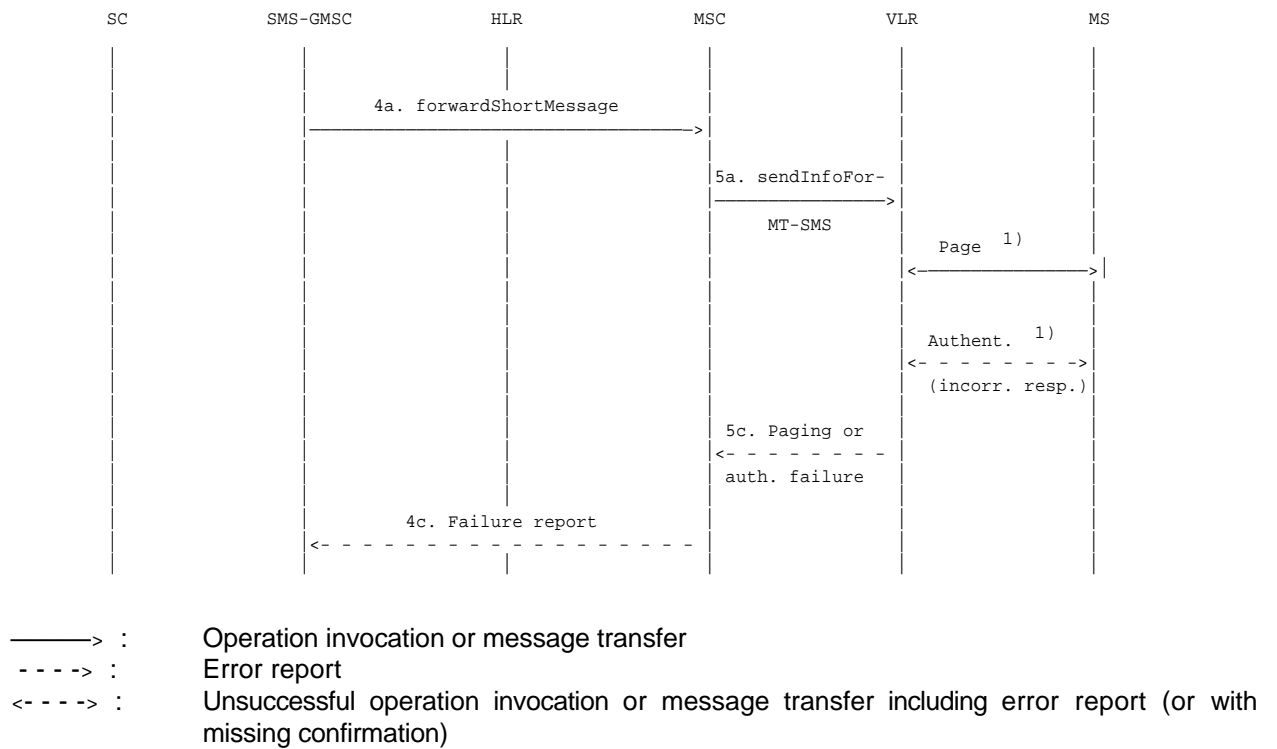 SC SMS-GMSC HLR MSC VLR MS
4a. forwardShortMessage
5a. sendInfoFor-
MT-SMS
Page 1)
Authent. 1)
(incorr. resp.)
5c. Paging or
auth. failure
4c. Failure report
: Operation invocation or message transfer
: Error report
: Unsuccessful operation invocation or message transfer including error report (or with
missing confirmation)